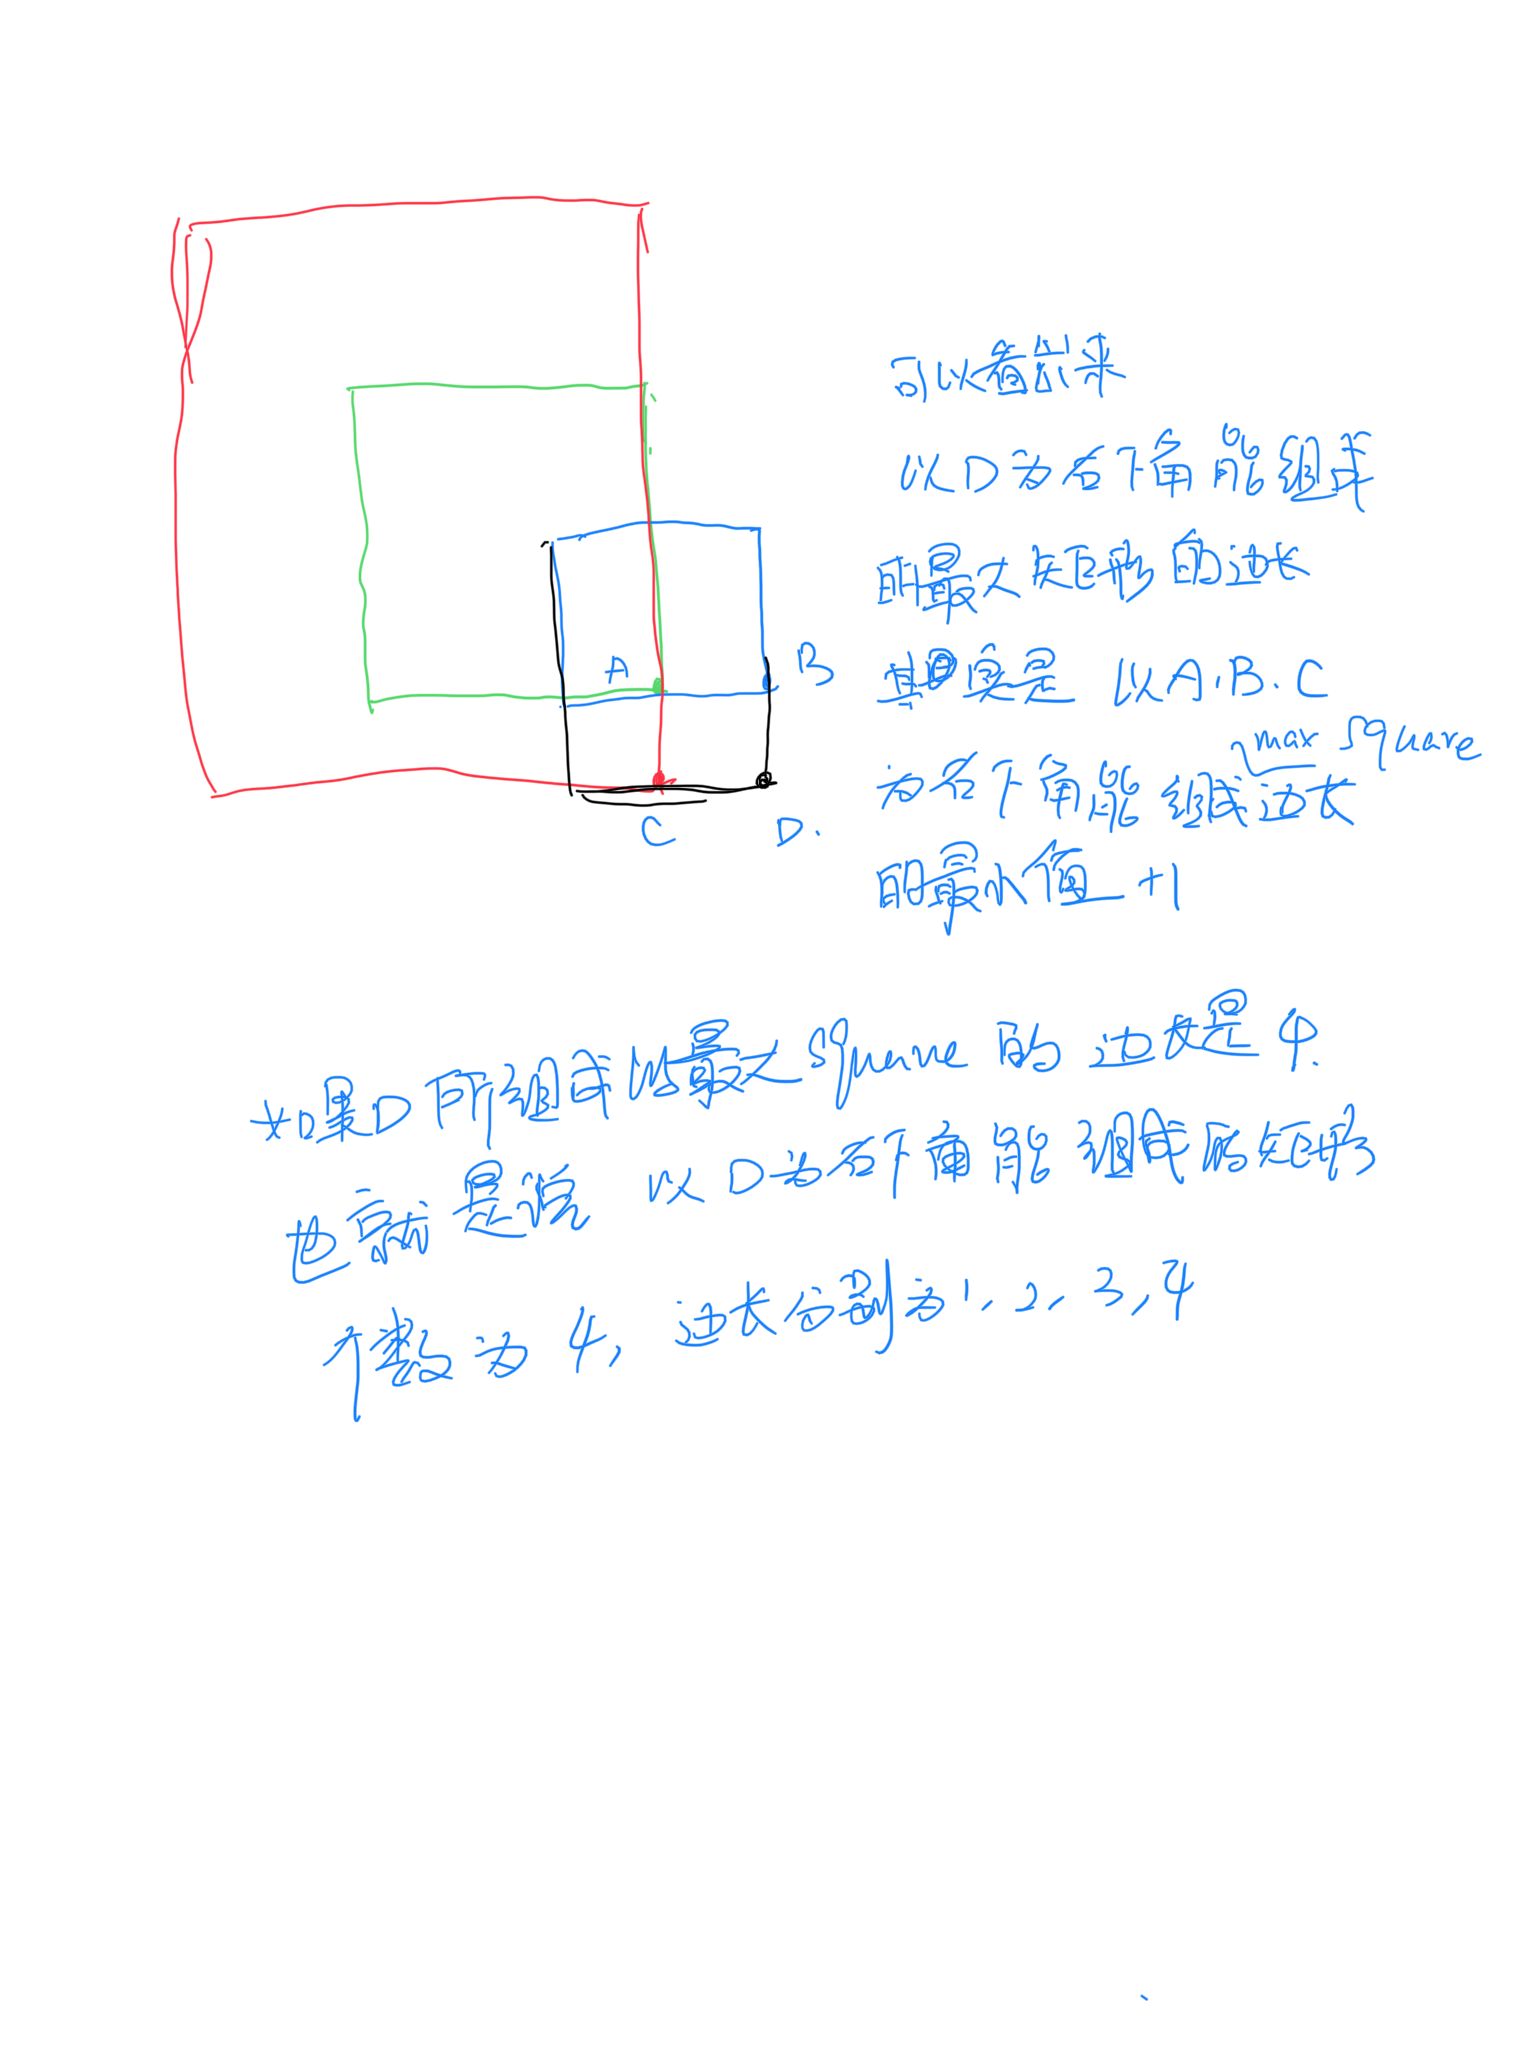 可以看出来
以D为右下角能组成
的最大矩形的边长
A
B
其实是 以A.B.C
max square
为右下角能组成边长
C
D.
的最小值 +1
如果D所组成的最大square的边长是4.
也就是说 以D为右下角能组成的矩形
个数为4, 边长分别为1, 2, 3, 4